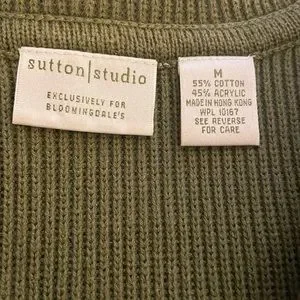 sutton|studio
EXCLUSIVELY FOR
BLOOMINGDALE'S
M
55% COTTON
45% ACRYLIC
MADE IN HONG KONG
WPL 10167
SEE REVERSE
FOR CARE